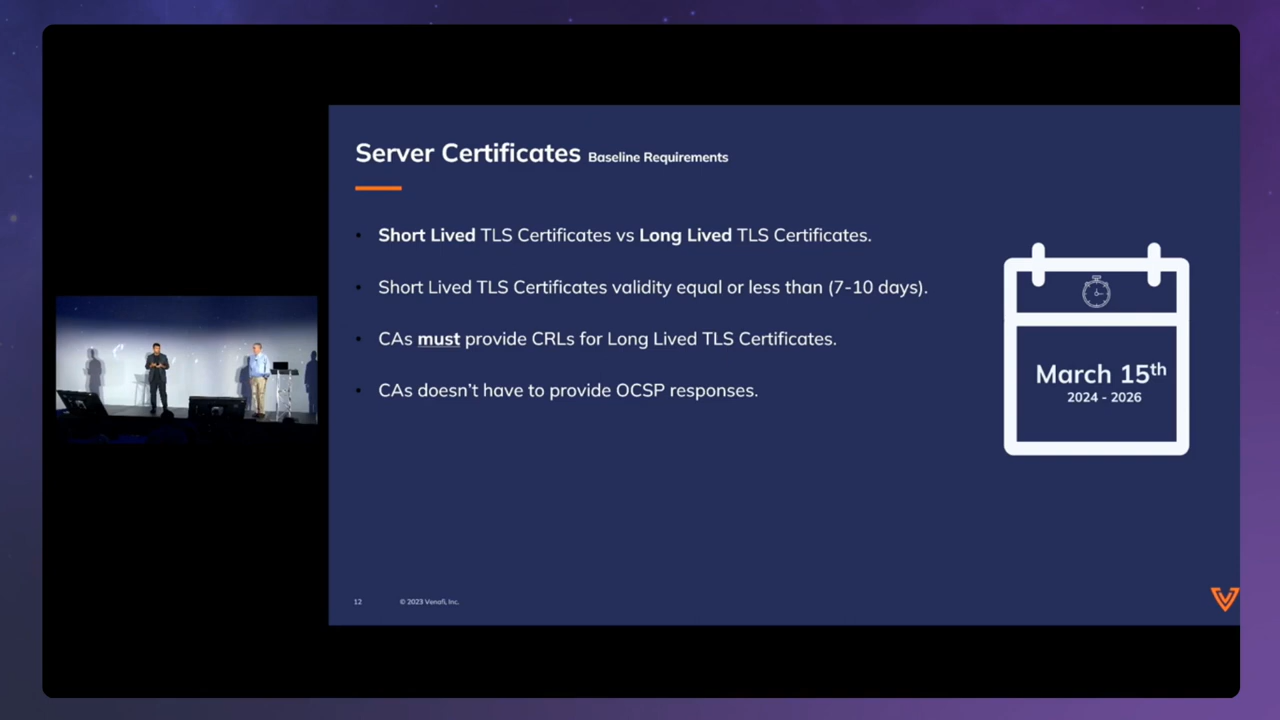 Server Certificates Baseline Requirements
• Short Lived TLS Certificates vs Long Lived TLS Certificates.
• Short Lived TLS Certificates validity equal or less than (7-10 days).
• CAs must provide CRLs for Long Lived TLS Certificates.
• CAs doesn't have to provide OCSP responses.
March 15th
2024 - 2026
12 © 2023 Venafi, Inc.